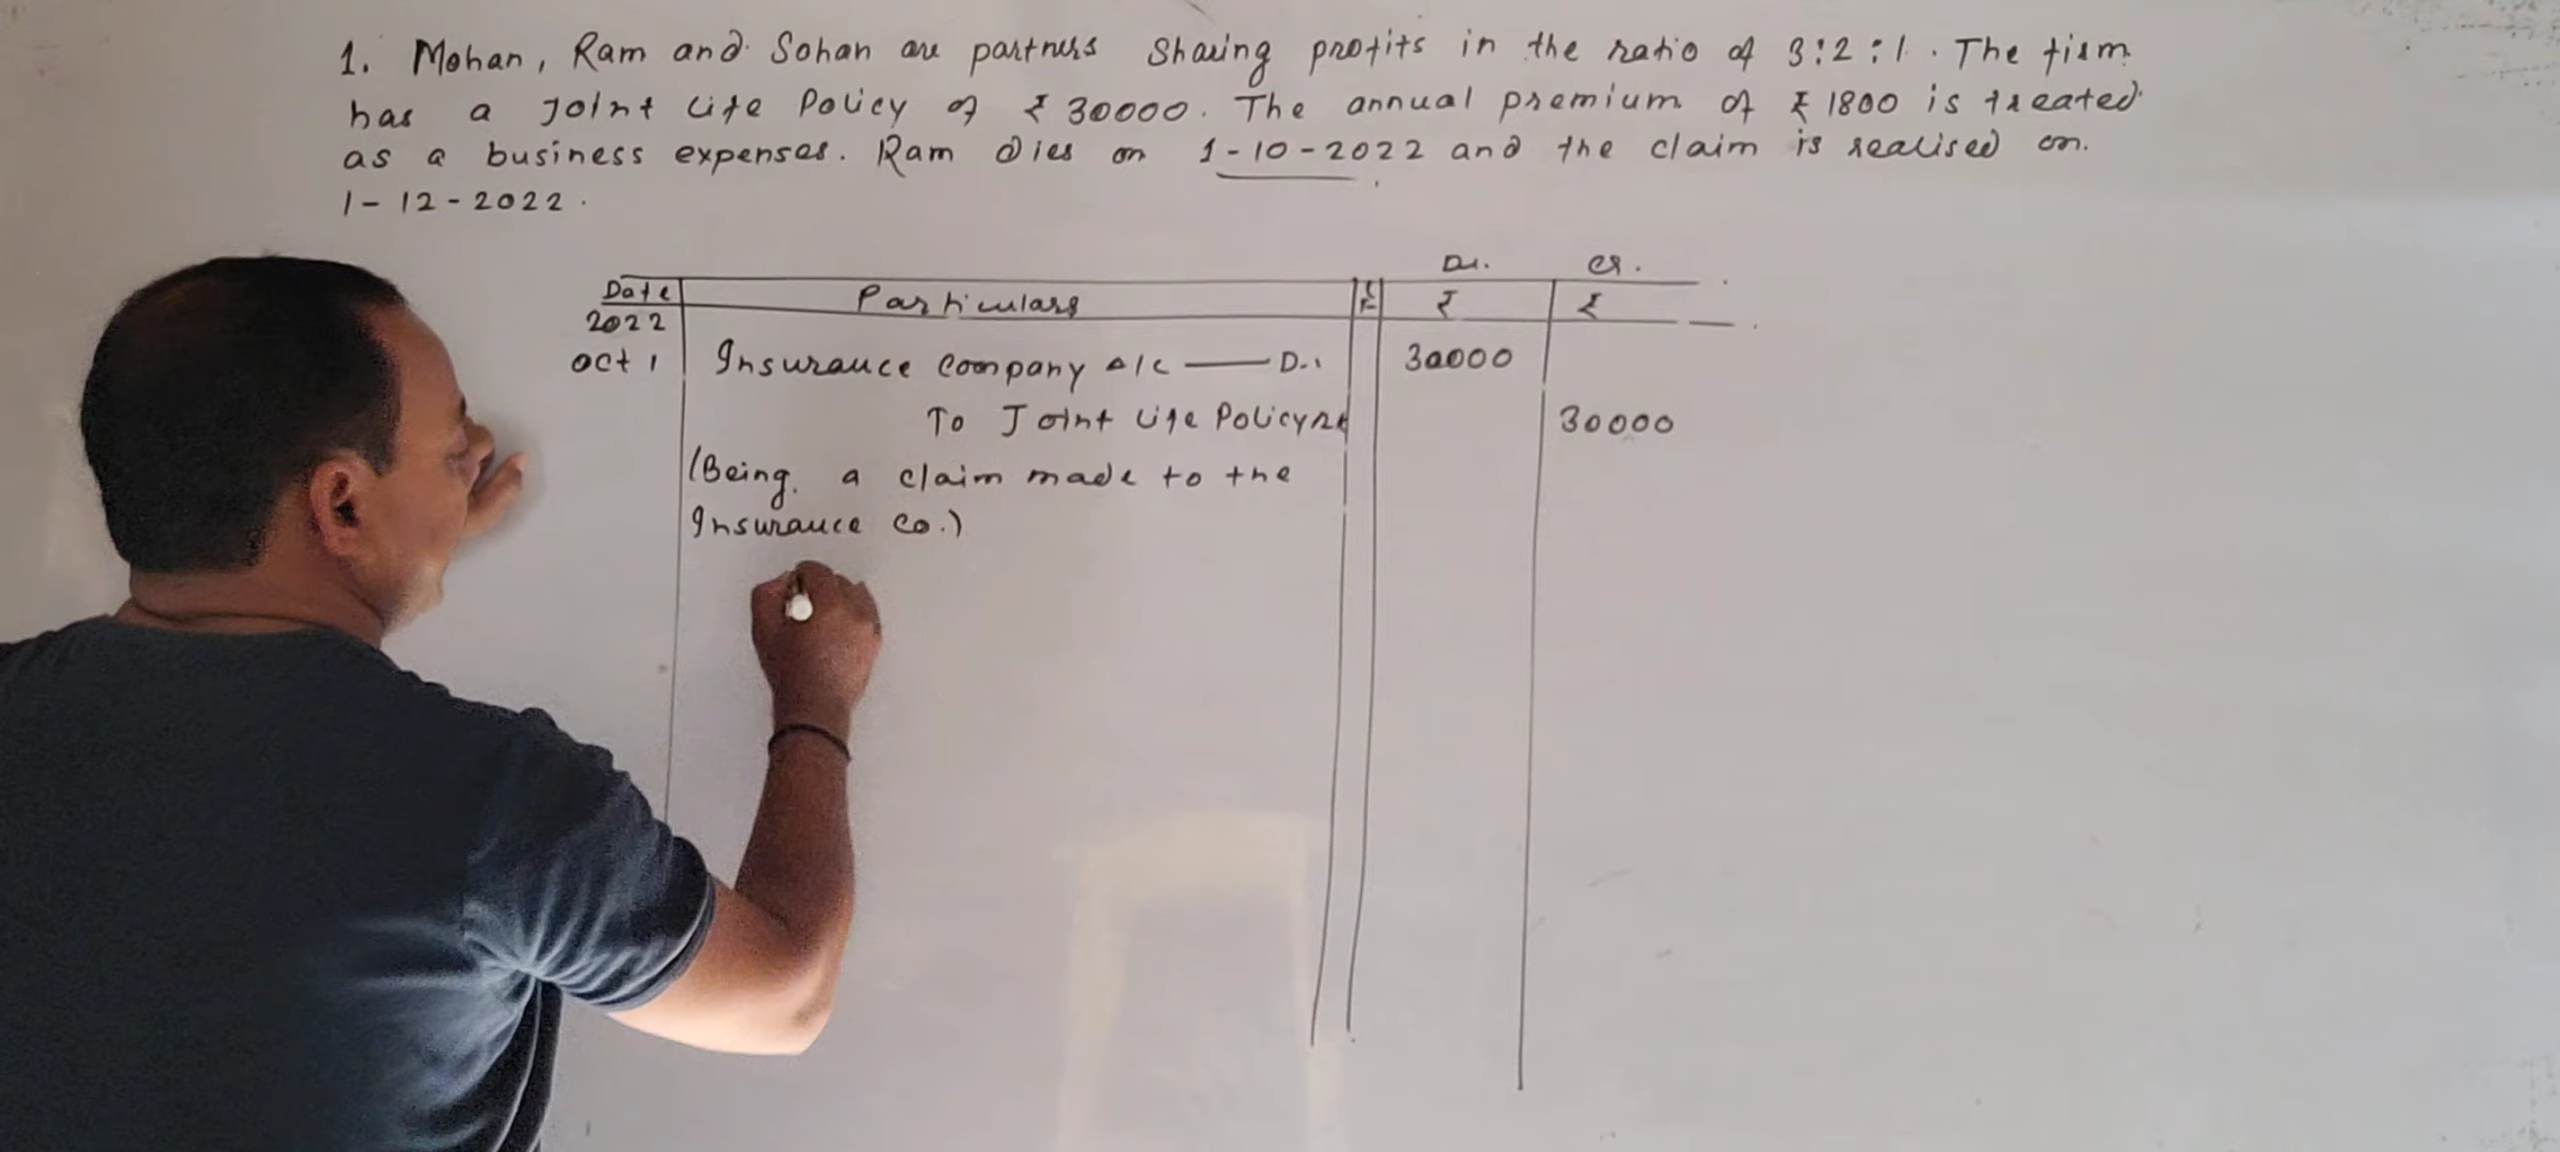 1. Mohan, Ram and Sohan are partners sharing profits in the ratio of 3:2:1. The firm
has a Joint Life Policy of ₹ 30000. The annual premium of ₹ 1800 is treated
as a business expenses. Ram dies on 1-10-2022 and the claim is realised on.
1-12-2022.
Dr. Cr.
Date Particulars L.F. ₹ ₹
2022
Oct 1 Insurance Company A/c — Dr 30000
To Joint Life Policy A/c 30000
(Being. a claim made to the
Insurance Co.)